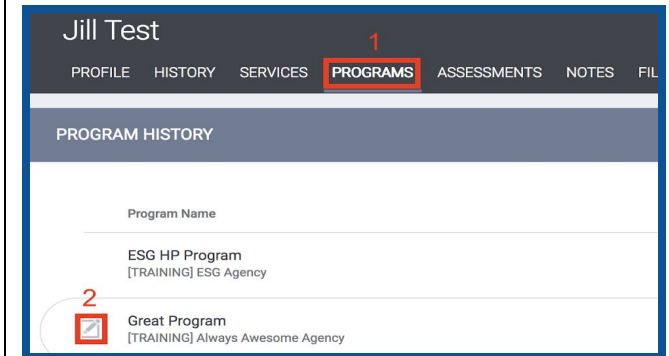 Jill Test
1
PROFILE HISTORY SERVICES PROGRAMS ASSESSMENTS NOTES FIL
PROGRAM HISTORY
Program Name
ESG HP Program
[TRAINING] ESG Agency
2
Great Program
[TRAINING] Always Awesome Agency